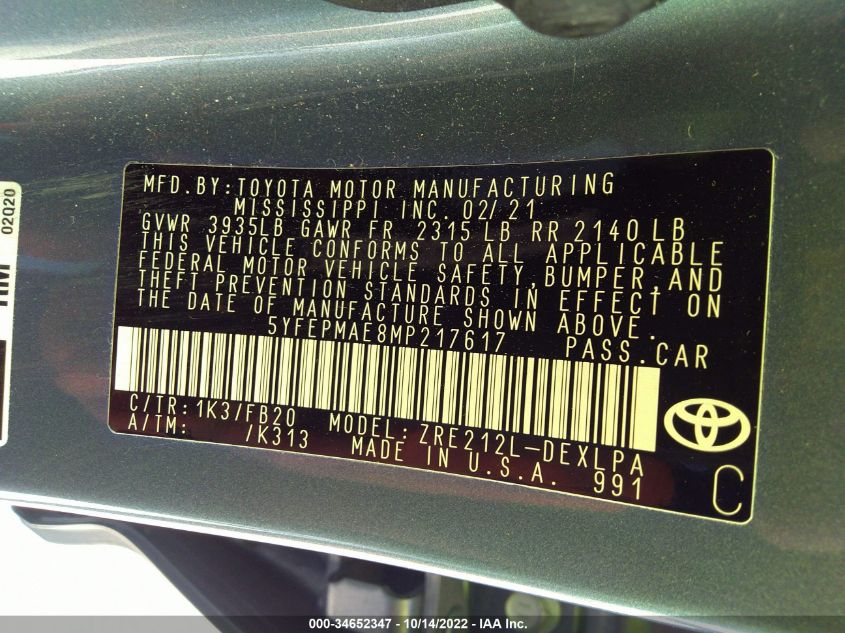 MFD.BY:TOYOTA MOTOR MANUFACTURING
MISSISSIPPI INC. 02/21
GVWR 3935LB GAWR FR 2315 LB RR 2140 LB
THIS VEHICLE CONFORMS TO ALL APPLICABLE
FEDERAL MOTOR VEHICLE SAFETY, BUMPER, AND
THEFT PREVENTION STANDARDS IN EFFECT ON
THE DATE OF MANUFACTURE SHOWN ABOVE.
5YFEPMAE8MP217617 PASS.CAR
C/TR: 1K3/FB20 MODEL: ZRE212L-DEXLPA
A/TM: /K313 MADE IN U.S.A. 991
C
02020
000-34652347 - 10/14/2022 - IAA Inc.